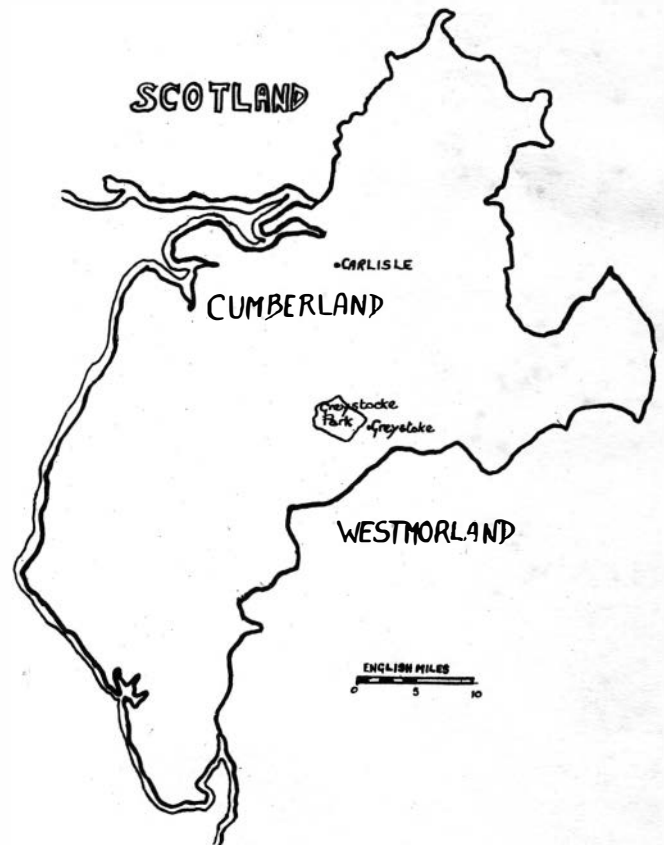 SCOTLAND
CARLISLE
CUMBERLAND
Greystocke
Park
Greystoke
WESTMORLAND
ENGLISH MILES
0 5 10